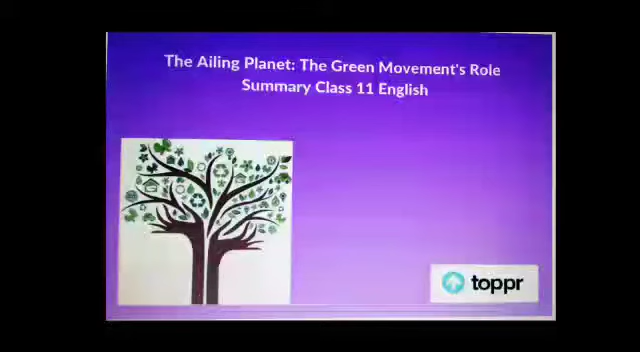 The Ailing Planet: The Green Movement's Role
Summary Class 11 English
toppr